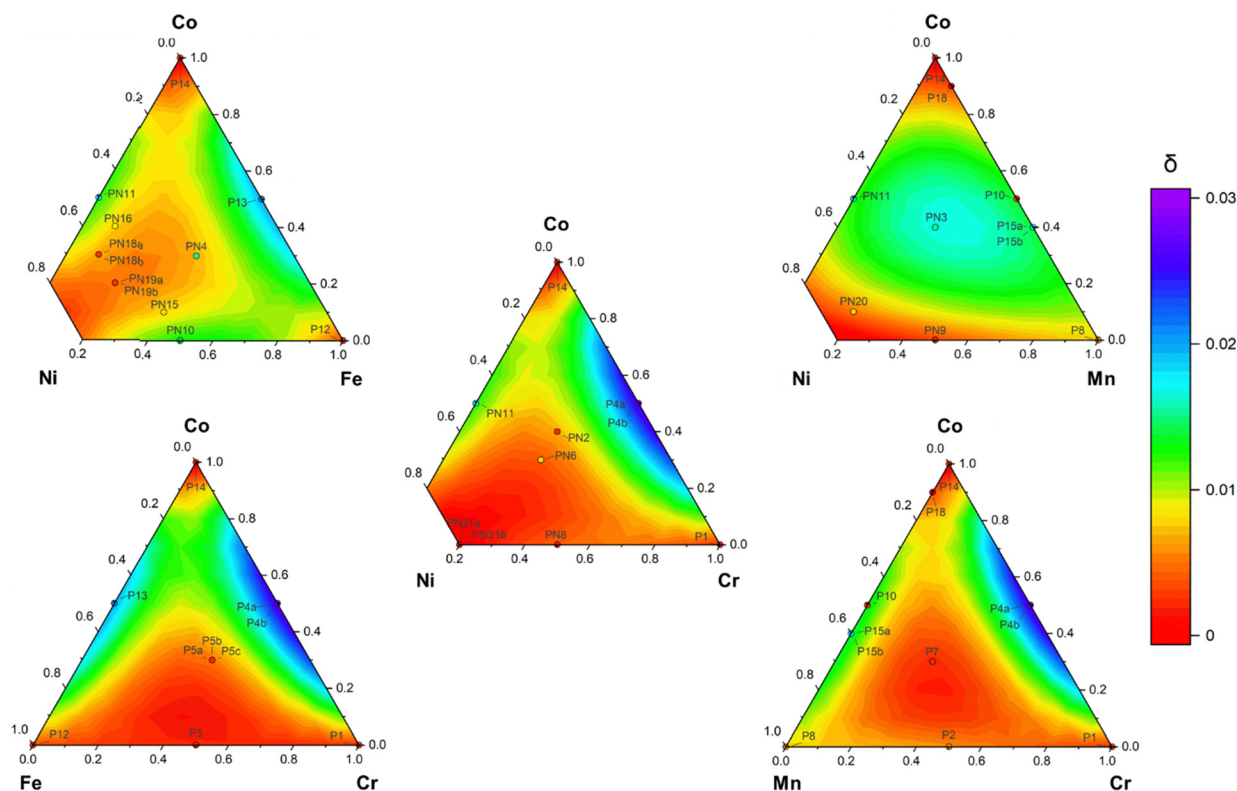 Co
0.0
1.0
P14
0.2
0.8
0.4
0.6
PN11
P13
0.6
PN16
0.4
PN18a
PN4
PN18b
0.8
PN19a
0.2
PN19b
PN15
PN10
P12
0.0
0.2
0.4
0.6
0.8
1.0
Ni
Fe
Co
0.0
1.0
P14
P18
0.2
0.8
0.4
0.6
PN11
P10
0.6
PN3
P15a
0.4
P15b
0.8
0.2
PN20
PN9
P8
0.0
0.2
0.4
0.6
0.8
1.0
Ni
Mn
δ
0.03
0.02
0.01
0
Co
0.0
1.0
P14
0.2
0.8
0.4
0.6
PN11
P4a
P4b
0.6
0.4
PN2
PN6
0.8
0.2
PN21a
PN21b
PN8
P1
0.0
0.2
0.4
0.6
0.8
1.0
Ni
Cr
Co
0.0
1.0
P14
0.2
0.8
0.4
0.6
P13
P4a
0.6
P4b
0.4
P5b
P5a
P5c
0.8
0.2
1.0
P12
P3
P1
0.0
0.0
0.2
0.4
0.6
0.8
1.0
Fe
Cr
Co
0.0
1.0
P14
0.2
P18
0.8
0.4
0.6
P10
P4a
0.6
P15a
P4b
0.4
P15b
P7
0.8
0.2
1.0
P8
P2
P1
0.0
0.0
0.2
0.4
0.6
0.8
1.0
Mn
Cr